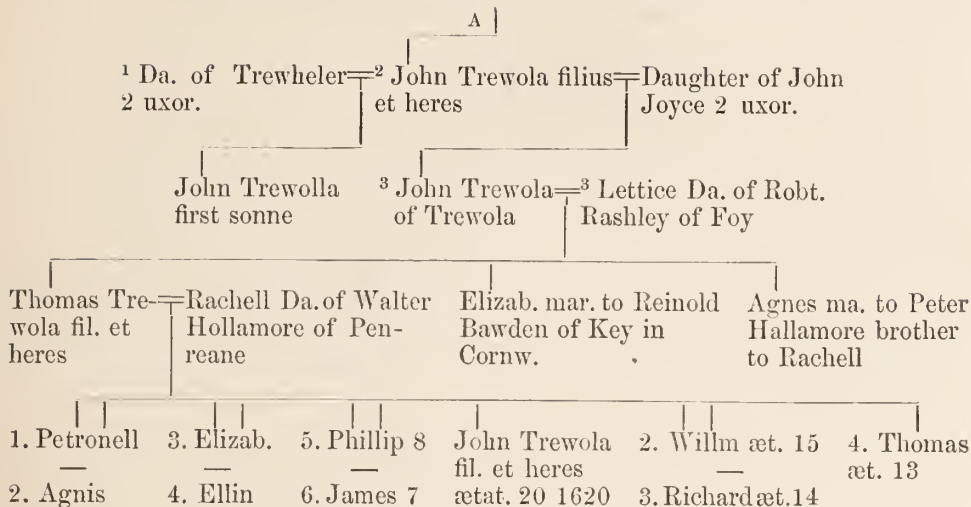 A
¹ Da. of Trewheler
2 uxor.
² John Trewola filius
et heres
Daughter of John
Joyce 2 uxor.
John Trewolla
first sonne
³ John Trewola
of Trewola
³ Lettice Da. of Robt.
Rashley of Foy
Thomas Tre-
wola fil. et
heres
Rachell Da. of Walter
Hollamore of Pen-
reane
Elizab. mar. to Reinold
Bawden of Key in
Cornw.
Agnes ma. to Peter
Hallamore brother
to Rachell
1. Petronell
2. Agnis
3. Elizab.
4. Ellin
5. Phillip 8
6. James 7
John Trewola
fil. et heres
ætat. 20 1620
2. Willm æt. 15
3. Richard æt. 14
4. Thomas
æt. 13